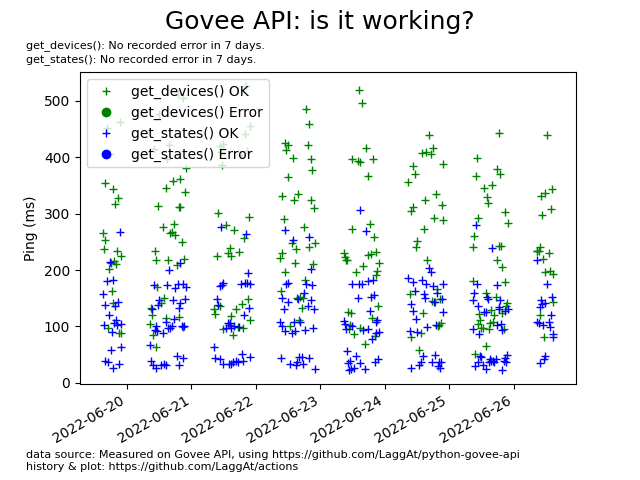 Govee API: is it working?
get_devices(): No recorded error in 7 days.
get_states(): No recorded error in 7 days.
get_devices() OK
get_devices() Error
get_states() OK
get_states() Error
500
400
300
200
100
0
Ping (ms)
2022-06-20
2022-06-21
2022-06-22
2022-06-23
2022-06-24
2022-06-25
2022-06-26
data source: Measured on Govee API, using https://github.com/LaggAt/python-govee-api
history & plot: https://github.com/LaggAt/actions